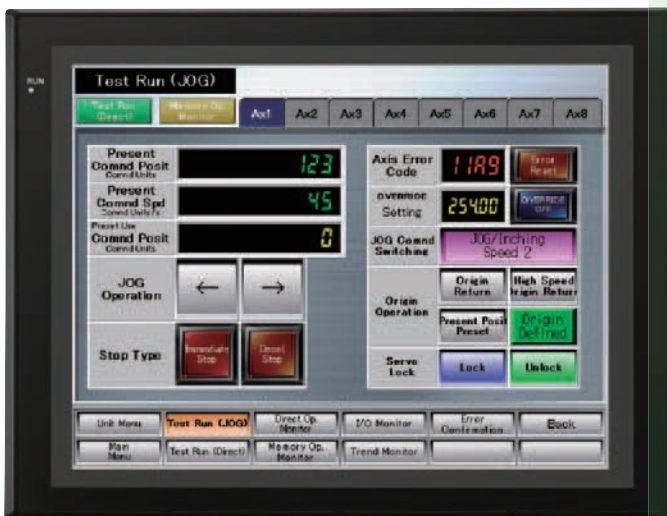 RUN
Test Run (JOG)
Test Run
(Direct)
Memory Op.
Monitor
Ax1
Ax2
Ax3
Ax4
Ax5
Ax6
Ax7
Ax8
Present
Comnd Posit
Comnd Units
123
Present
Comnd Spd
Comnd Units/s
45
Preset Use
Comnd Posit
Comnd Units
0
JOG
Operation
←
→
Stop Type
Immediate
Stop
Decel
Stop
Axis Error
Code
11A9
Error
Reset
OVERRIDE
Setting
254.00
OVERRIDE
OFF
JOG Comnd
Switching
JOG/Inching
Speed 2
Origin
Operation
Origin
Return
High Speed
Origin Return
Present Posit
Preset
Origin
Defined
Servo
Lock
Lock
Unlock
Unit Menu
Test Run (JOG)
Direct Op.
Monitor
I/O Monitor
Error
Confirmation
Back
Main
Menu
Test Run (Direct)
Memory Op.
Monitor
Trend Monitor